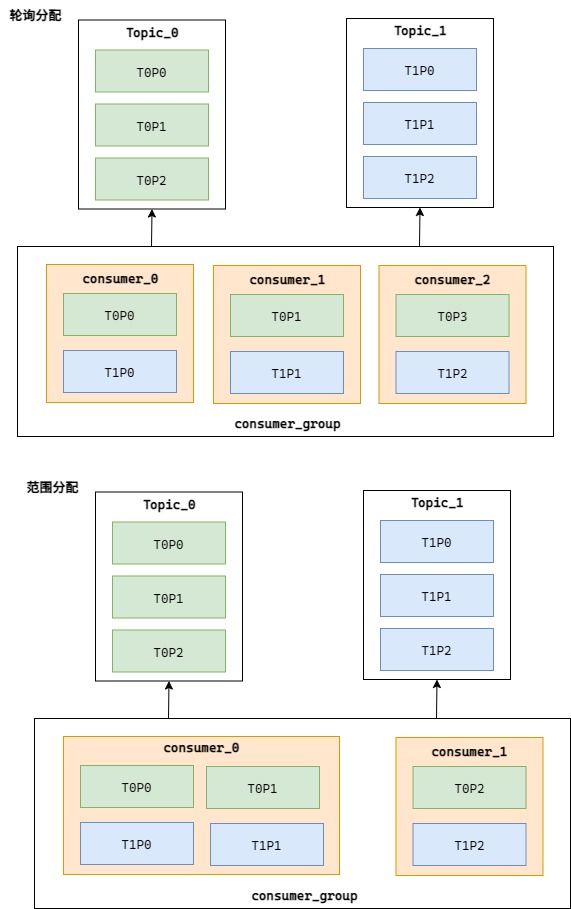 轮询分配
Topic_0
T0P0
T0P1
T0P2
Topic_1
T1P0
T1P1
T1P2
consumer_0
T0P0
T1P0
consumer_1
T0P1
T1P1
consumer_2
T0P3
T1P2
consumer_group
范围分配
Topic_0
T0P0
T0P1
T0P2
Topic_1
T1P0
T1P1
T1P2
consumer_0
T0P0
T0P1
T1P0
T1P1
consumer_1
T0P2
T1P2
consumer_group